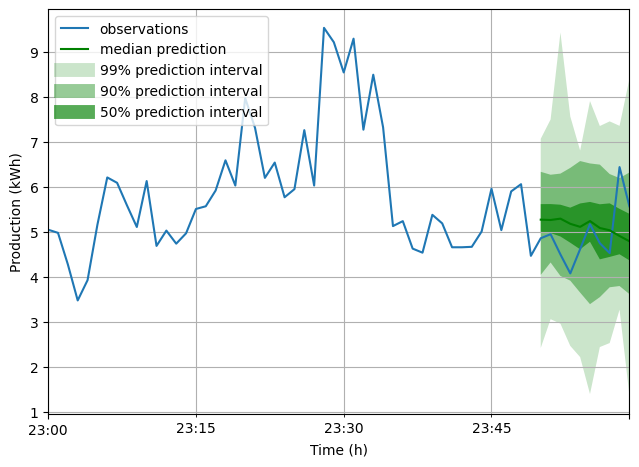 observations
median prediction
99% prediction interval
90% prediction interval
50% prediction interval
Production (kWh)
9
8
7
6
5
4
3
2
1
23:00
23:15
23:30
23:45
Time (h)